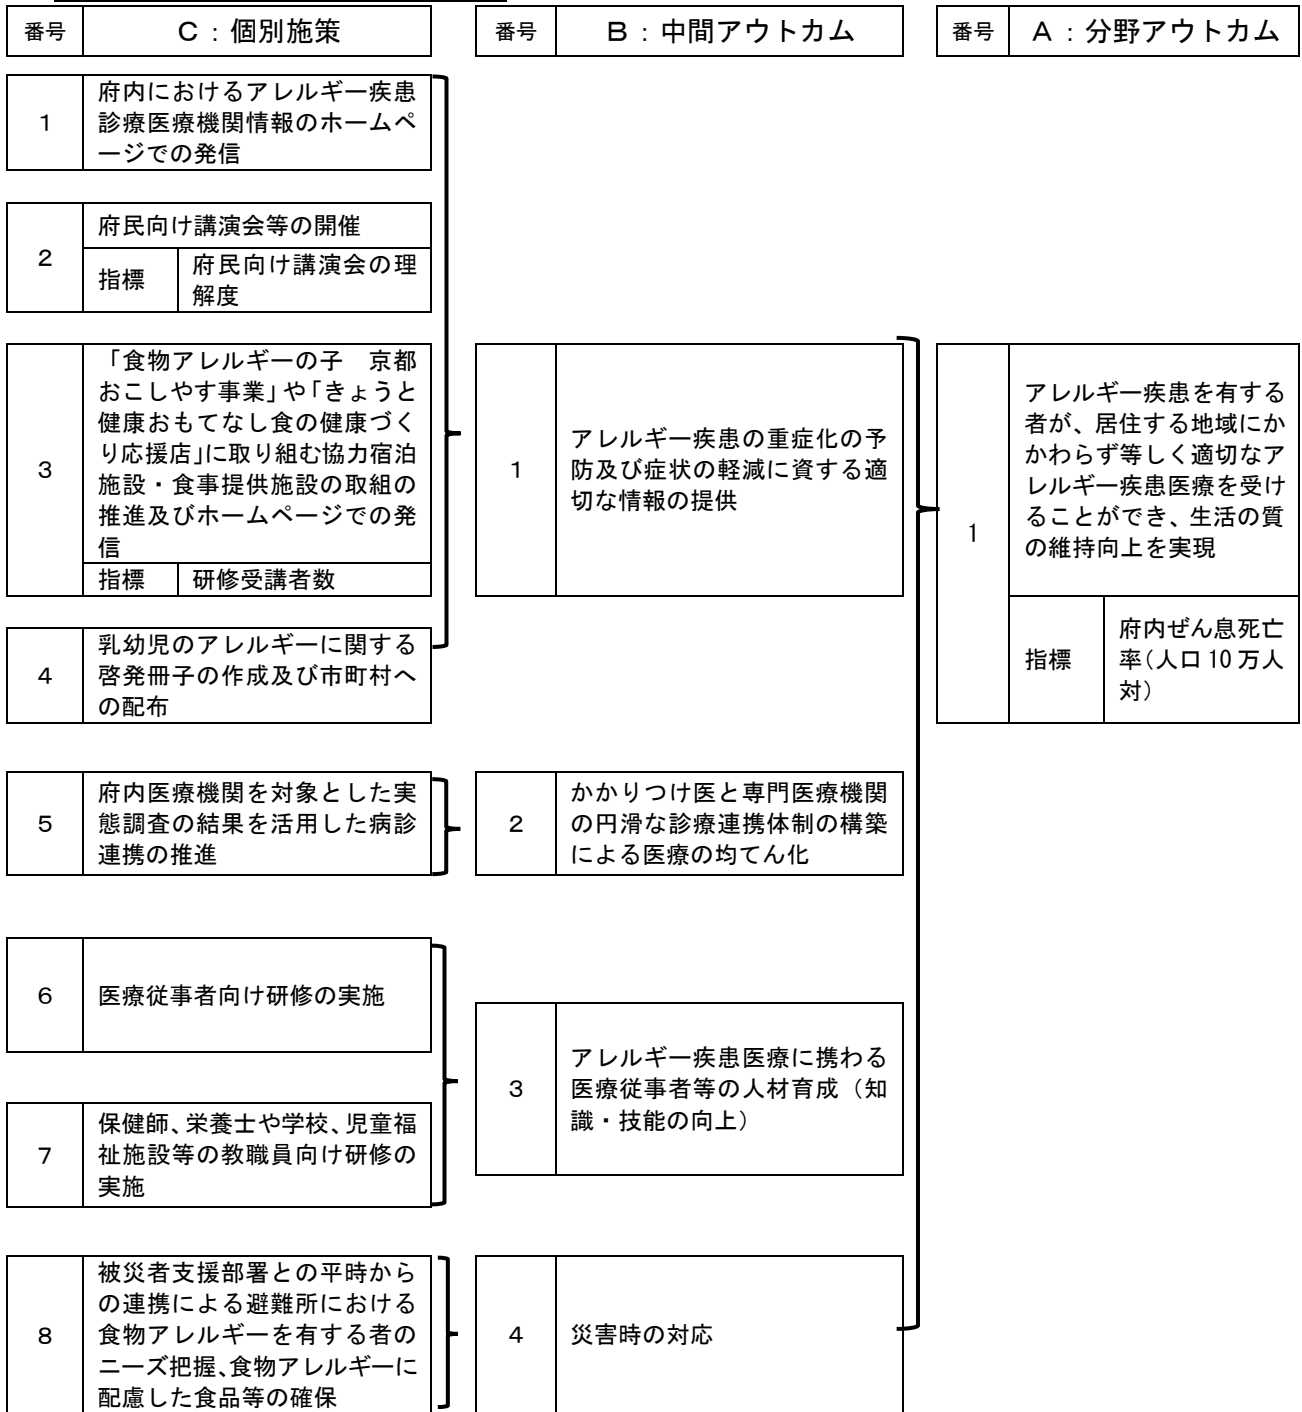 番号 C：個別施策
番号 B：中間アウトカム
番号 A：分野アウトカム
1
府内におけるアレルギー疾患
診療医療機関情報のホームペ
ージでの発信
2
府民向け講演会等の開催
指標
府民向け講演会の理
解度
3
「食物アレルギーの子　京都
おこしやす事業」や「きょうと
健康おもてなし食の健康づく
り応援店」に取り組む協力宿泊
施設・食事提供施設の取組の
推進及びホームページでの発
信
指標
研修受講者数
4
乳幼児のアレルギーに関する
啓発冊子の作成及び市町村へ
の配布
5
府内医療機関を対象とした実
態調査の結果を活用した病診
連携の推進
6
医療従事者向け研修の実施
7
保健師、栄養士や学校、児童福
祉施設等の教職員向け研修の
実施
8
被災者支援部署との平時から
の連携による避難所における
食物アレルギーを有する者の
ニーズ把握、食物アレルギーに
配慮した食品等の確保
1
アレルギー疾患の重症化の予
防及び症状の軽減に資する適
切な情報の提供
2
かかりつけ医と専門医療機関
の円滑な診療連携体制の構築
による医療の均てん化
3
アレルギー疾患医療に携わる
医療従事者等の人材育成（知
識・技能の向上）
4
災害時の対応
1
アレルギー疾患を有する
者が、居住する地域にか
かわらず等しく適切なア
レルギー疾患医療を受け
ることができ、生活の質
の維持向上を実現
指標
府内ぜん息死亡
率（人口10万人
対）